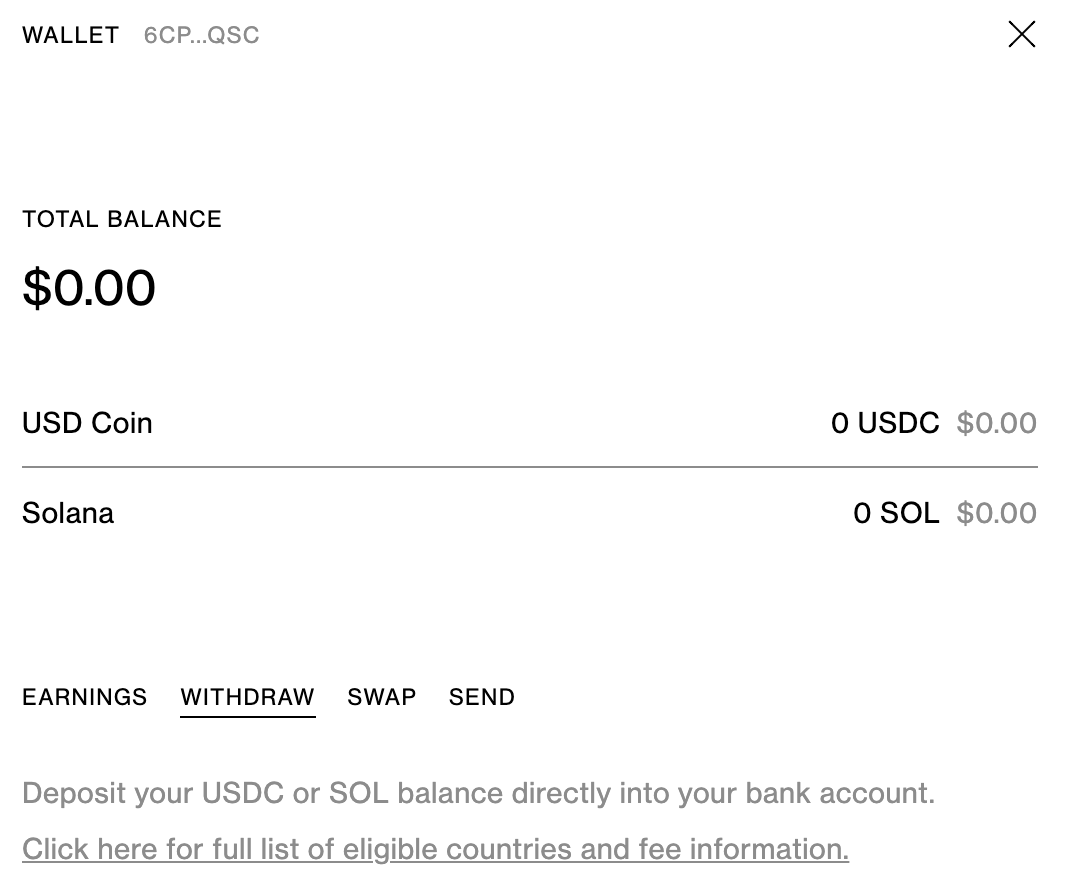 WALLET 6CP...QSC
TOTAL BALANCE
$0.00
USD Coin 0 USDC $0.00
Solana 0 SOL $0.00
EARNINGS WITHDRAW SWAP SEND
Deposit your USDC or SOL balance directly into your bank account.
Click here for full list of eligible countries and fee information.